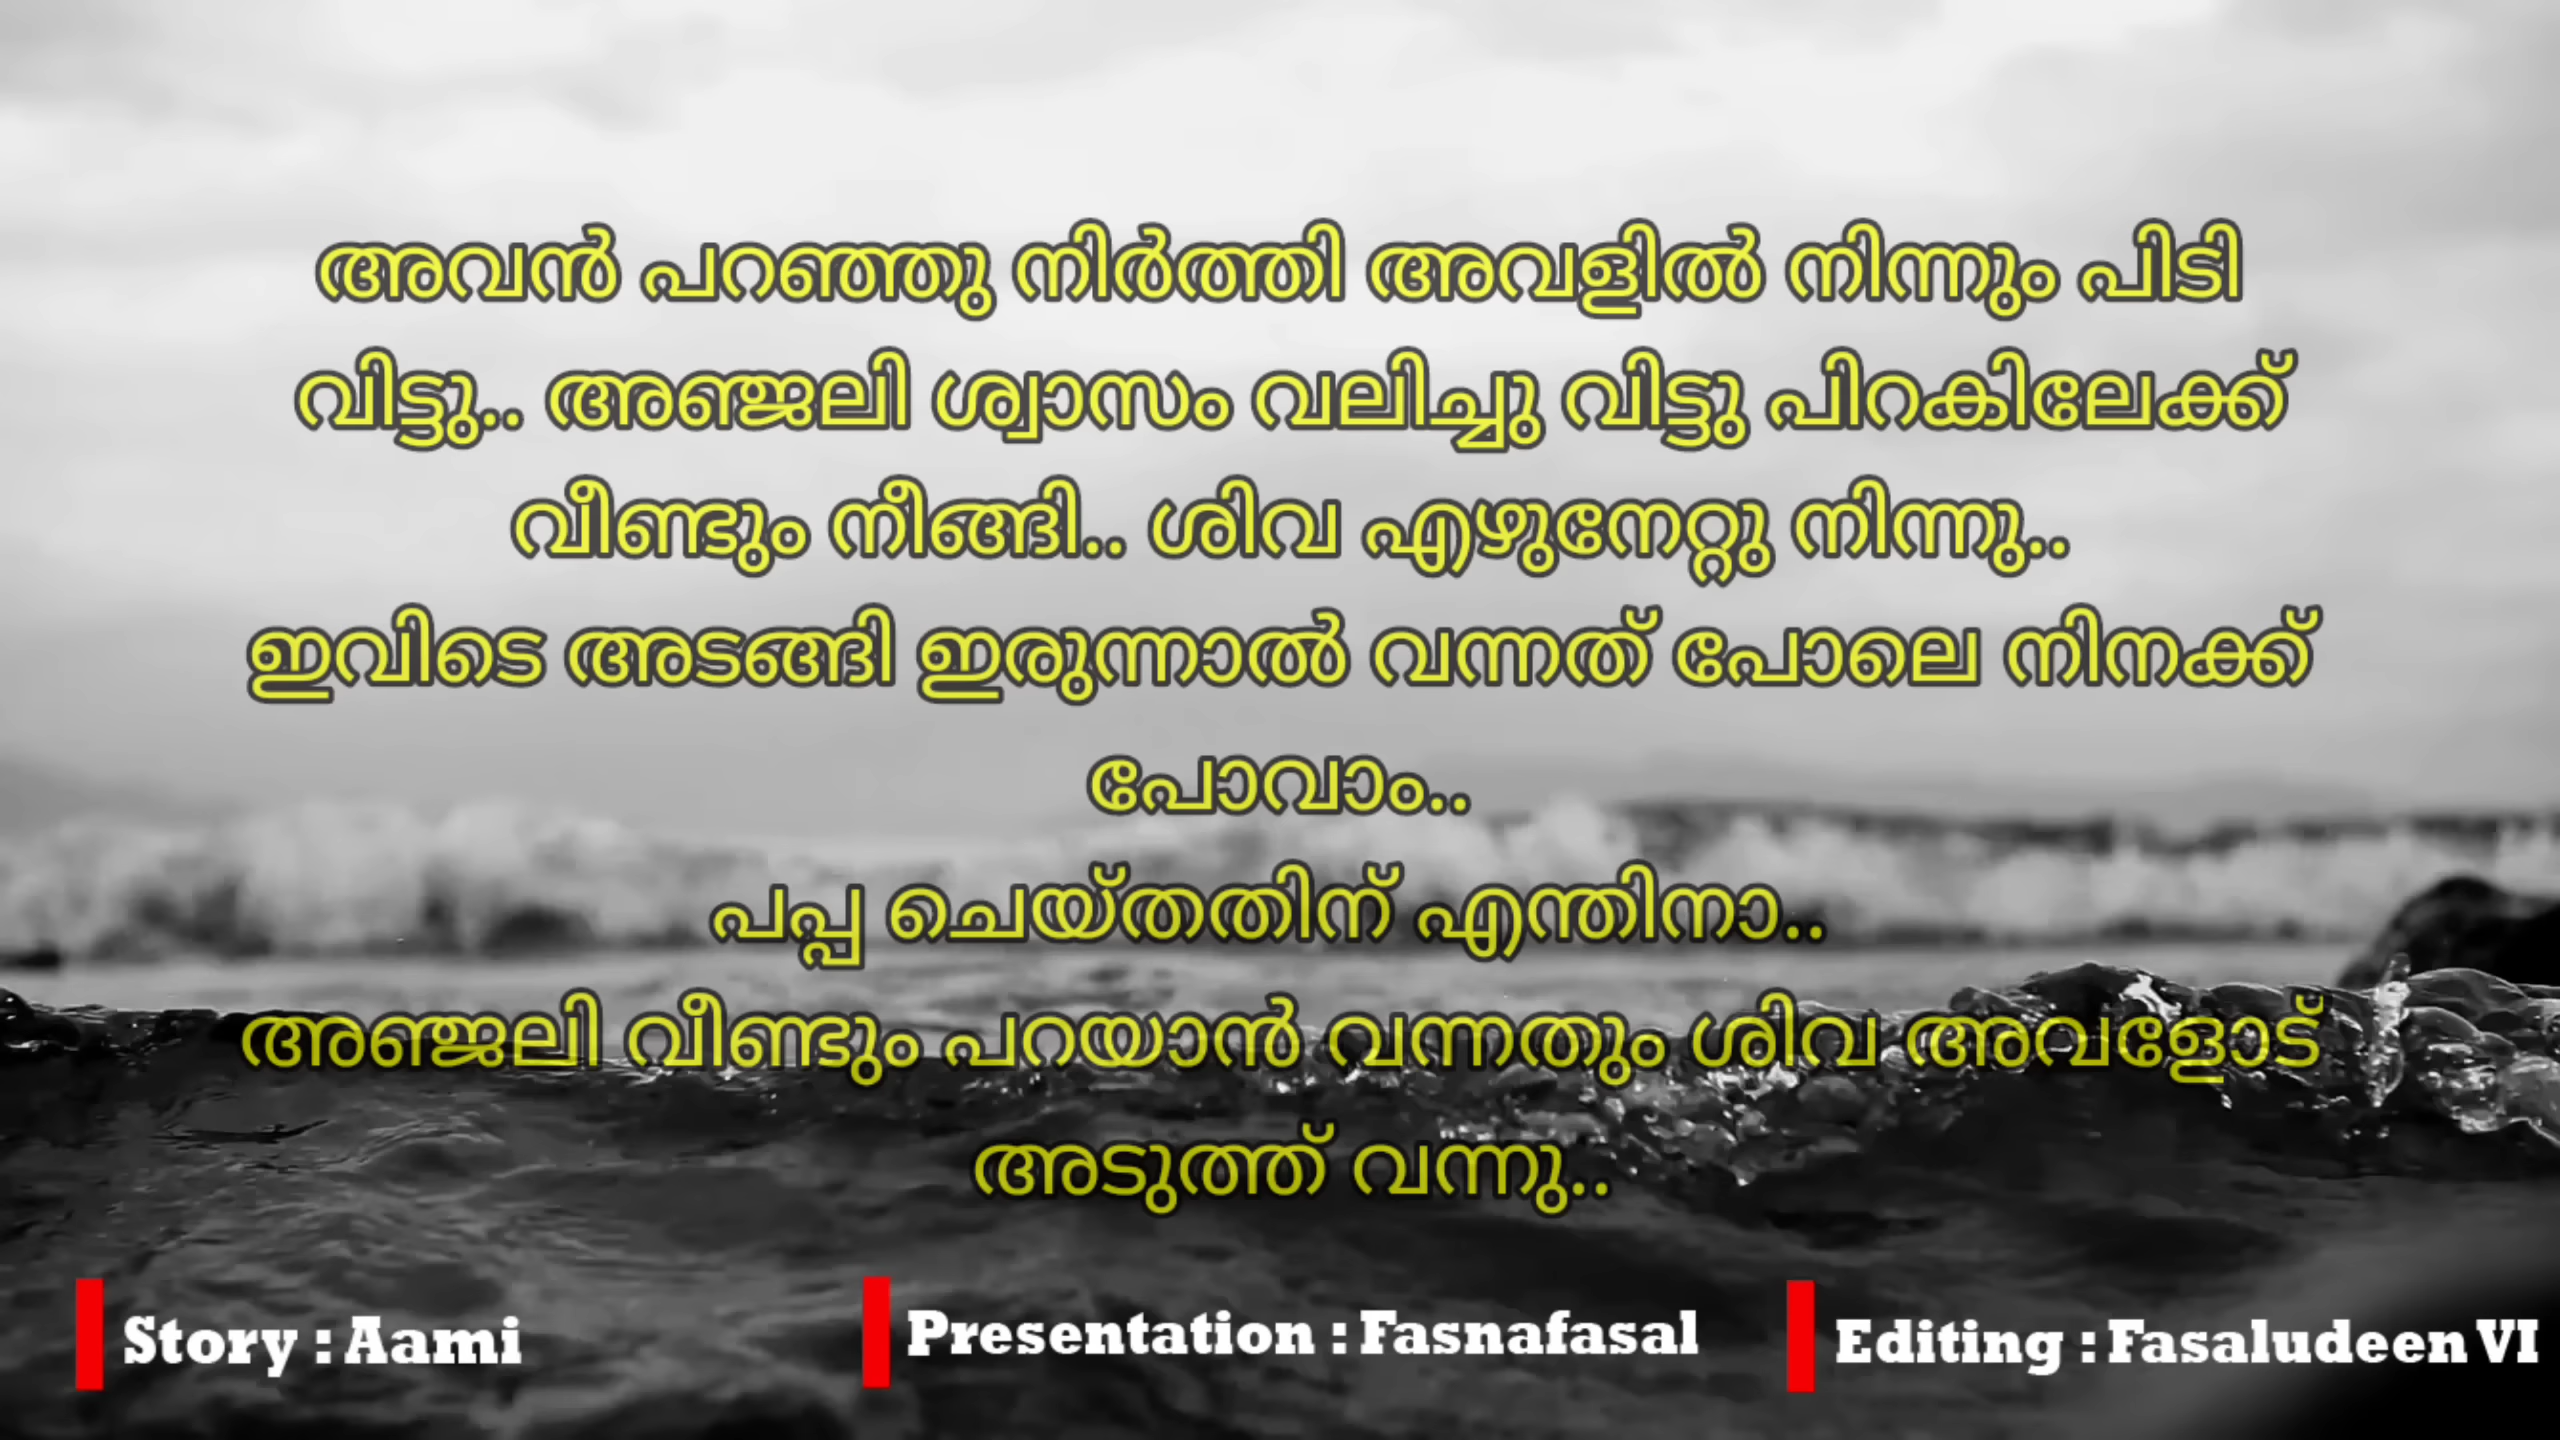 അവൻ പറഞ്ഞു നിർത്തി അവളിൽ നിന്നും പിടി
വിട്ടു.. അഞ്ജലി ശ്വാസം വലിച്ചു വിട്ടു പിറകിലേക്ക്
വീണ്ടും നീങ്ങി.. ശിവ എഴുനേറ്റു നിന്നു..
ഇവിടെ അടങ്ങി ഇരുന്നാൽ വന്നത് പോലെ നിനക്ക്
പോവാം..
പപ്പ ചെയ്തതിന് എന്തിനാ..
അഞ്ജലി വീണ്ടും പറയാൻ വന്നതും ശിവ അവളോട്
അടുത്ത് വന്നു..
Story : Aami
Presentation : Fasnafasal
Editing : Fasaludeen VI